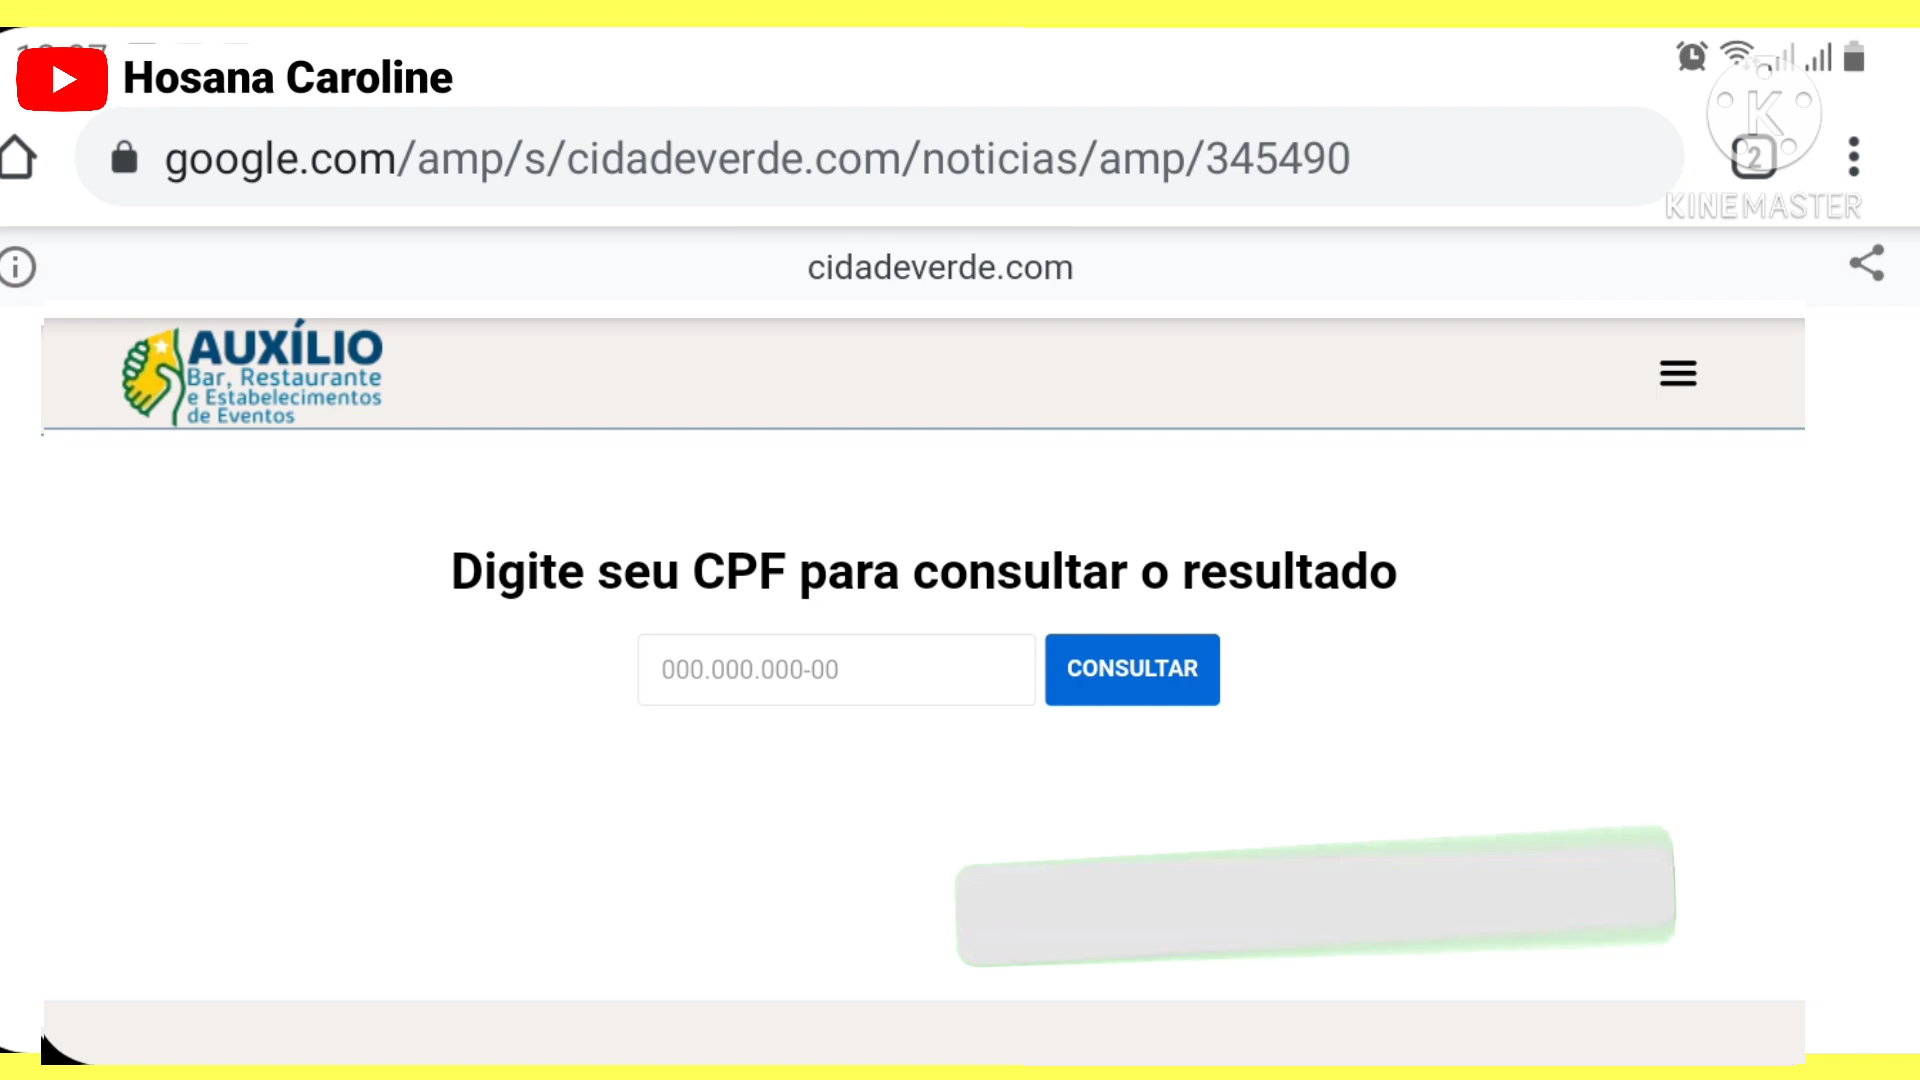 Hosana Caroline
google.com/amp/s/cidadeverde.com/noticias/amp/345490
2
K
KINEMASTER
cidadeverde.com
AUXÍLIO
Bar, Restaurante
e Estabelecimentos
de Eventos
Digite seu CPF para consultar o resultado
000.000.000-00
CONSULTAR